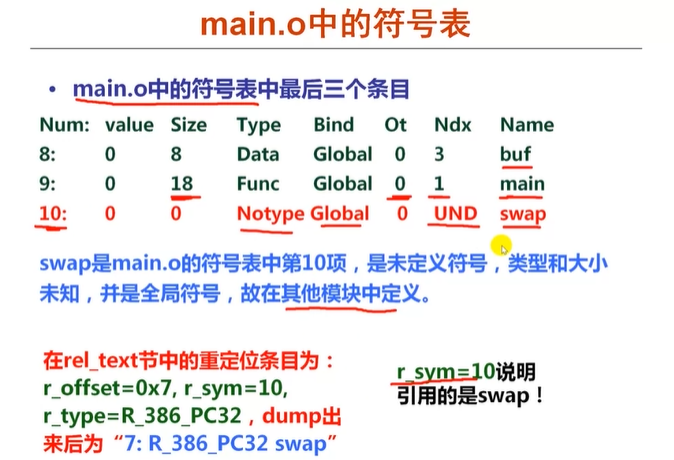 main.o中的符号表
• main.o中的符号表中最后三个条目
Num: value Size Type Bind Ot Ndx Name
8: 0 8 Data Global 0 3 buf
9: 0 18 Func Global 0 1 main
10: 0 0 Notype Global 0 UND swap
swap是main.o的符号表中第10项，是未定义符号，类型和大小
未知，并是全局符号，故在其他模块中定义。
在rel_text节中的重定位条目为：
r_offset=0x7, r_sym=10,
r_type=R_386_PC32，dump出
来后为“7: R_386_PC32 swap”
r_sym=10说明
引用的是swap！